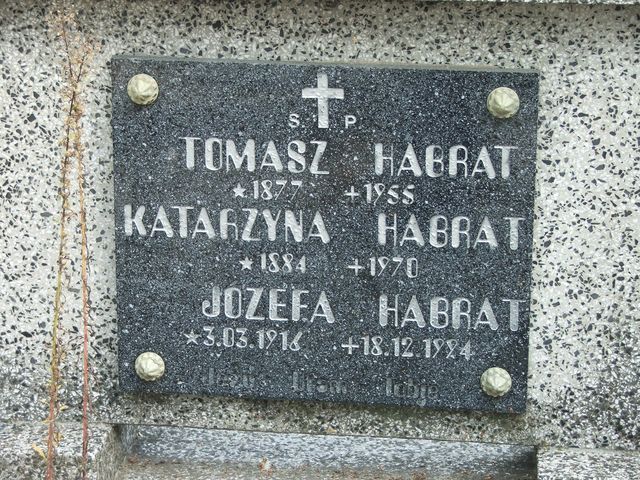 Ś. P
TOMASZ HABRAT
*1877 +1955
KATARZYNA HABRAT
*1884 +1970
JOZEFA HABRAT
*3.03.1916 +18.12.1924